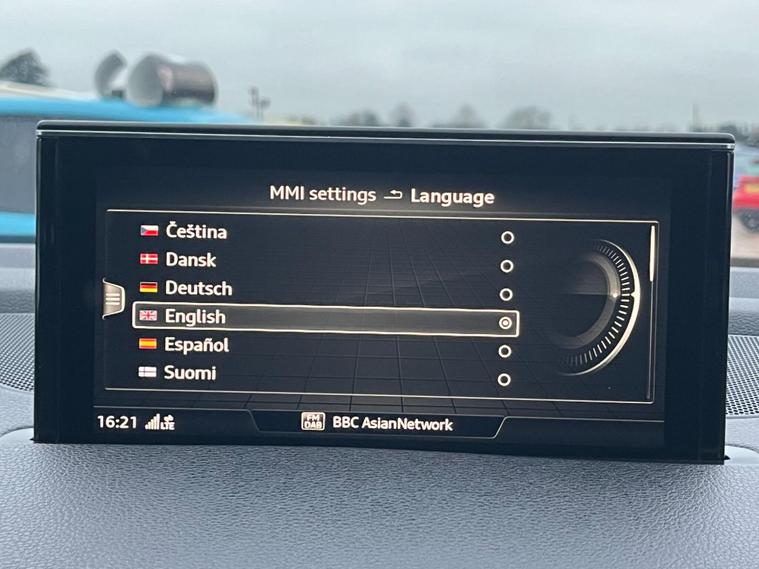 MMI settings Language
Čeština
Dansk
Deutsch
English
Español
Suomi
16:21 LTE FM DAB BBC AsianNetwork